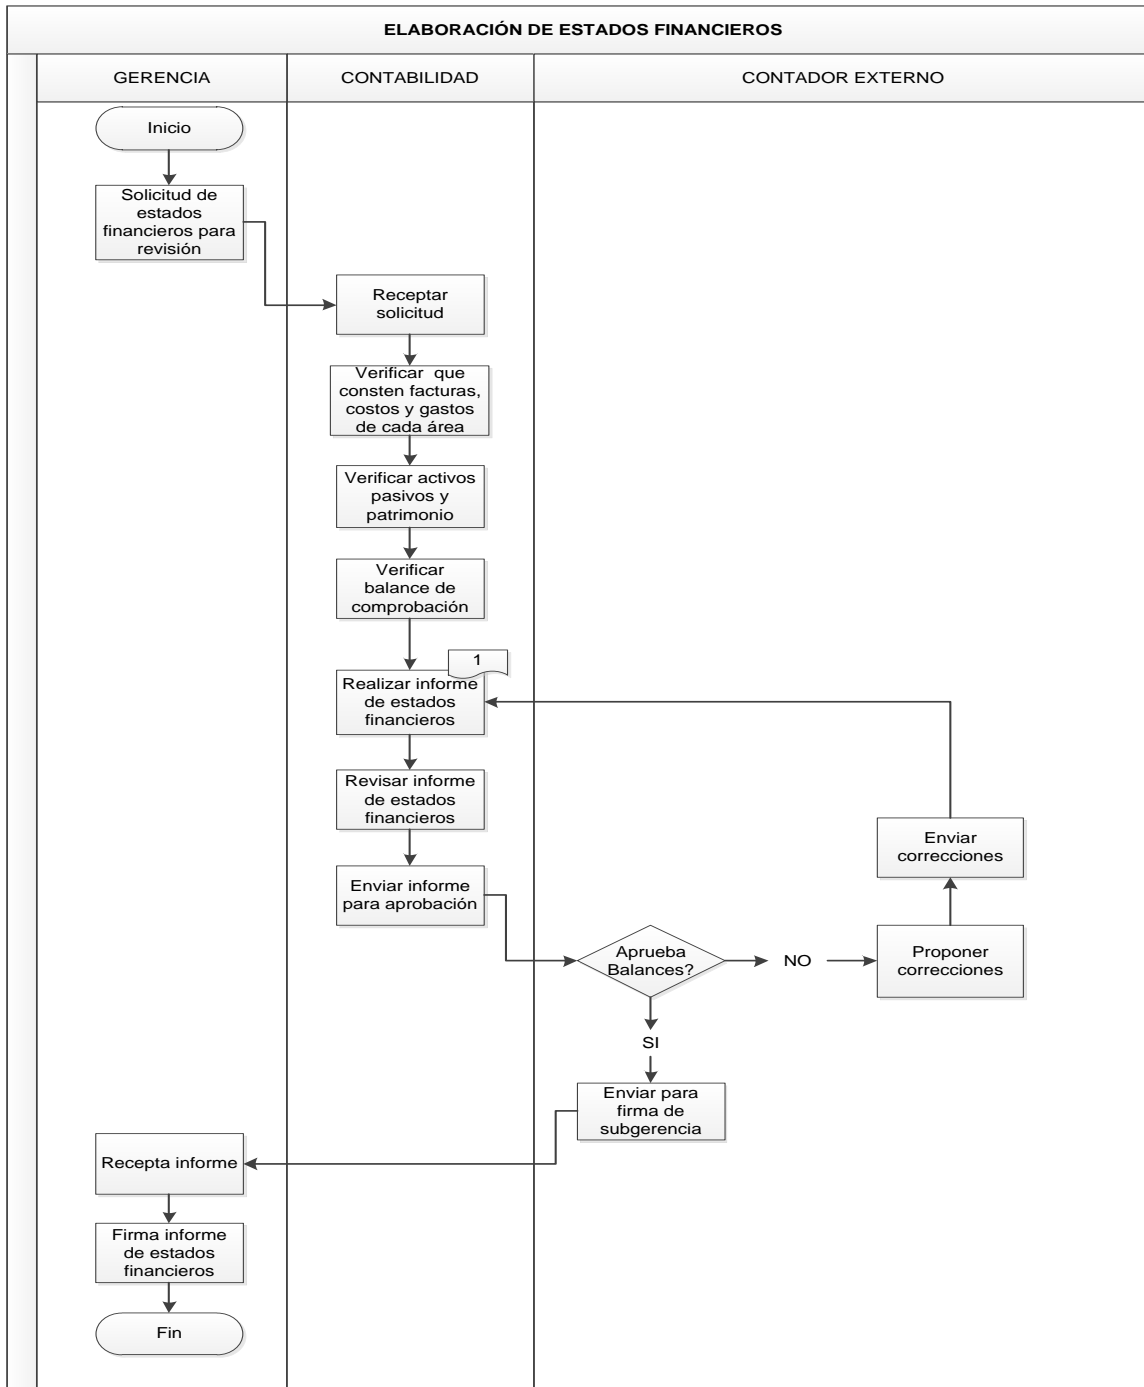 ELABORACIÓN DE ESTADOS FINANCIEROS
GERENCIA
CONTABILIDAD
CONTADOR EXTERNO
Inicio
Solicitud de
estados
financieros para
revisión
Receptar
solicitud
Verificar que
consten facturas,
costos y gastos
de cada área
Verificar activos
pasivos y
patrimonio
Verificar
balance de
comprobación
1
Realizar informe
de estados
financieros
Revisar informe
de estados
financieros
Enviar informe
para aprobación
Aprueba
Balances?
NO
Proponer
correcciones
Enviar
correcciones
SI
Enviar para
firma de
subgerencia
Recepta informe
Firma informe
de estados
financieros
Fin